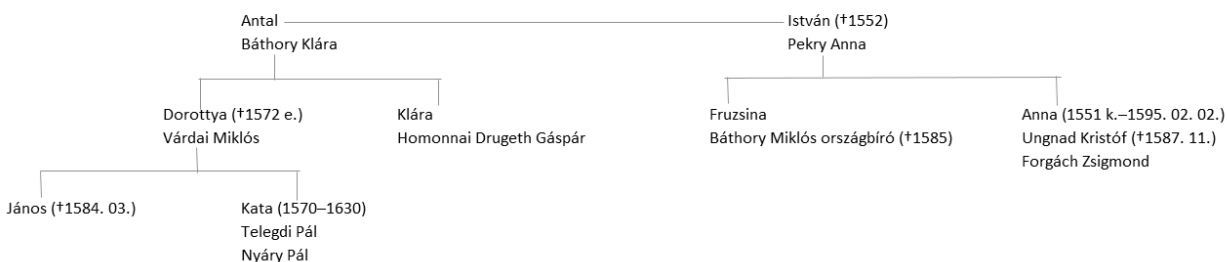 Antal
István (†1552)
Báthory Klára
Pekry Anna
Dorottya (†1572 e.)
Klára
Fruzsina
Anna (1551 k.–1595. 02. 02.)
Várdai Miklós
Homonnai Drugeth Gáspár
Báthory Miklós országbíró (†1585)
Ungnad Kristóf (†1587. 11.)
Forgách Zsigmond
János (†1584. 03.)
Kata (1570–1630)
Telegdi Pál
Nyáry Pál